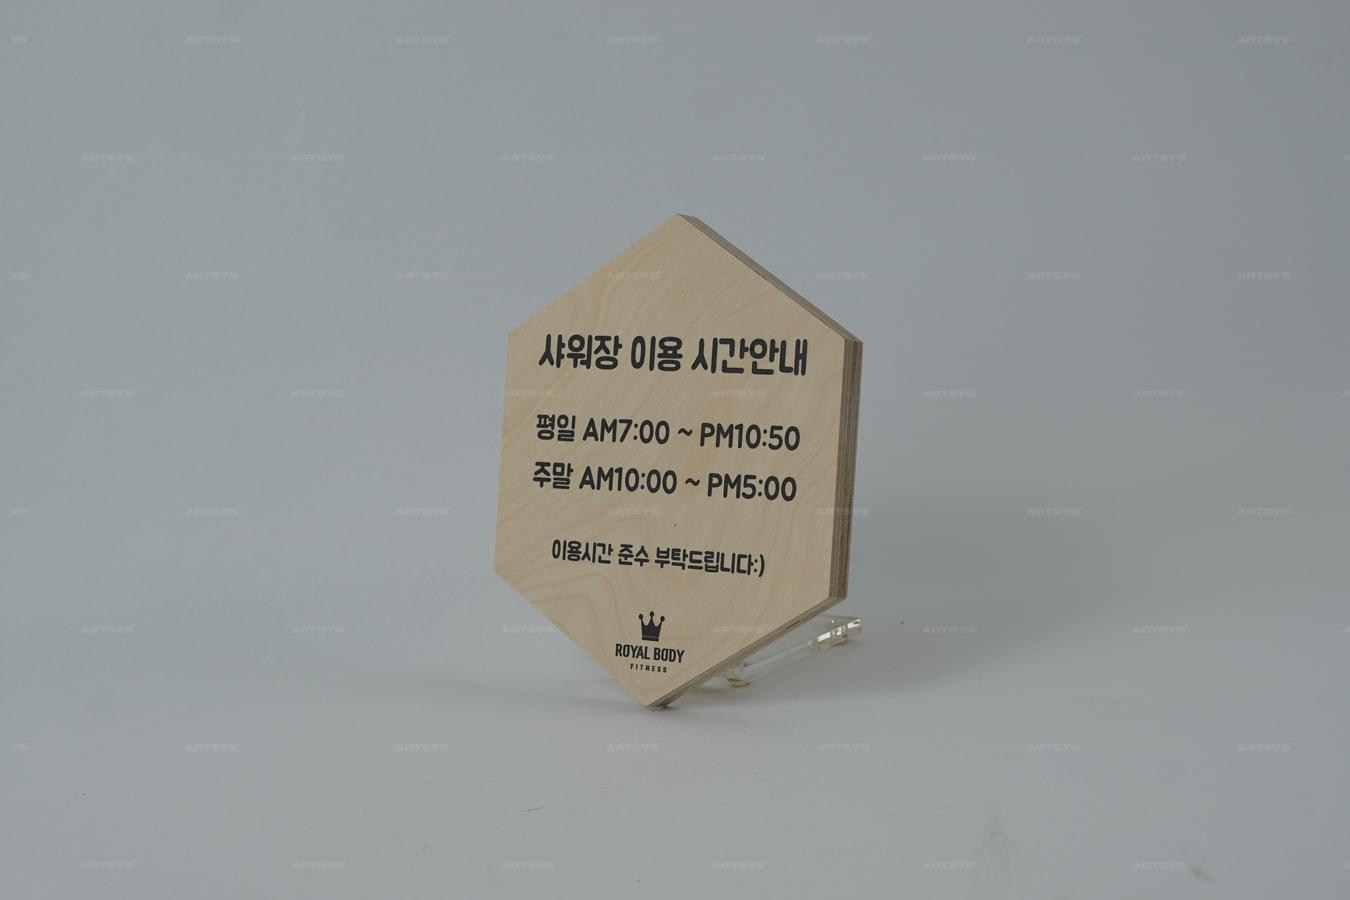 샤워장 이용 시간안내
평일 AM7:00 ~ PM10:50
주말 AM10:00 ~ PM5:00
이용시간 준수 부탁드립니다:)
ROYAL BODY
FITNESS
ARTSYS